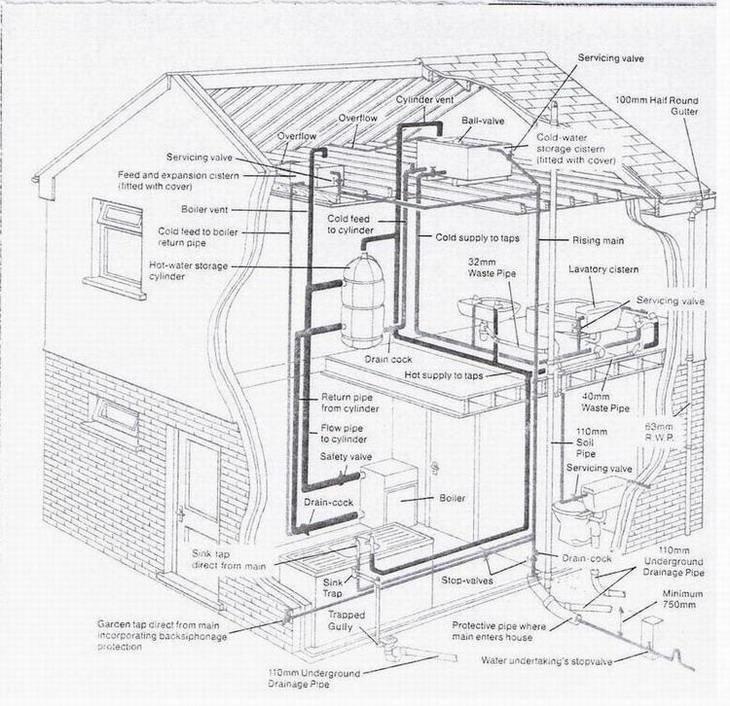 Servicing valve
Cylinder vent
100mm Half Round
Gutter
Overflow
Ball-valve
Overflow
Cold-water
storage cistern
(fitted with cover)
Servicing valve
Feed and expansion cistern
(fitted with cover)
Boiler vent
Cold feed
to cylinder
Cold feed to boiler
return pipe
Cold supply to taps
Rising main
Hot-water storage
cylinder
32mm
Waste Pipe
Lavatory cistern
Servicing valve
Drain cock
Hot supply to taps
Return pipe
from cylinder
40mm
Waste Pipe
Flow pipe
to cylinder
110mm
Soil
Pipe
63mm
R.W.P.
Safety valve
Servicing valve
Boiler
Drain-cock
Sink tap
direct from main
Drain-cock
110mm
Underground
Drainage Pipe
Sink
Trap
Stop-valves
Minimum
750mm
Garden tap direct from main
incorporating backsiphonage
protection
Trapped
Gully
Protective pipe where
main enters house
Water undertaking's stopvalve
110mm Underground
Drainage Pipe